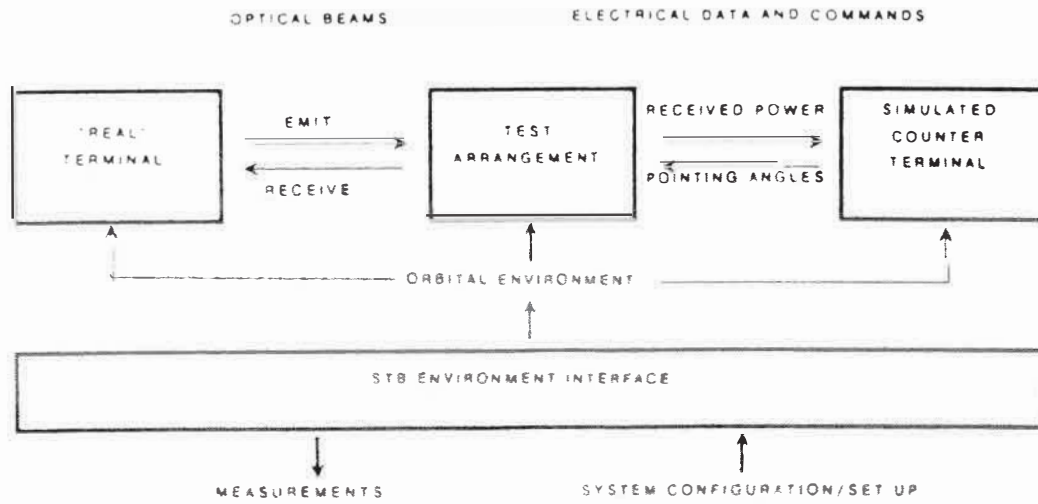 OPTICAL BEAMS
ELECTRICAL DATA AND COMMANDS
"REAL"
TERMINAL
EMIT
RECEIVE
TEST
ARRANGEMENT
RECEIVED POWER
POINTING ANGLES
SIMULATED
COUNTER
TERMINAL
ORBITAL ENVIRONMENT
STB ENVIRONMENT INTERFACE
MEASUREMENTS
SYSTEM CONFIGURATION/SET UP